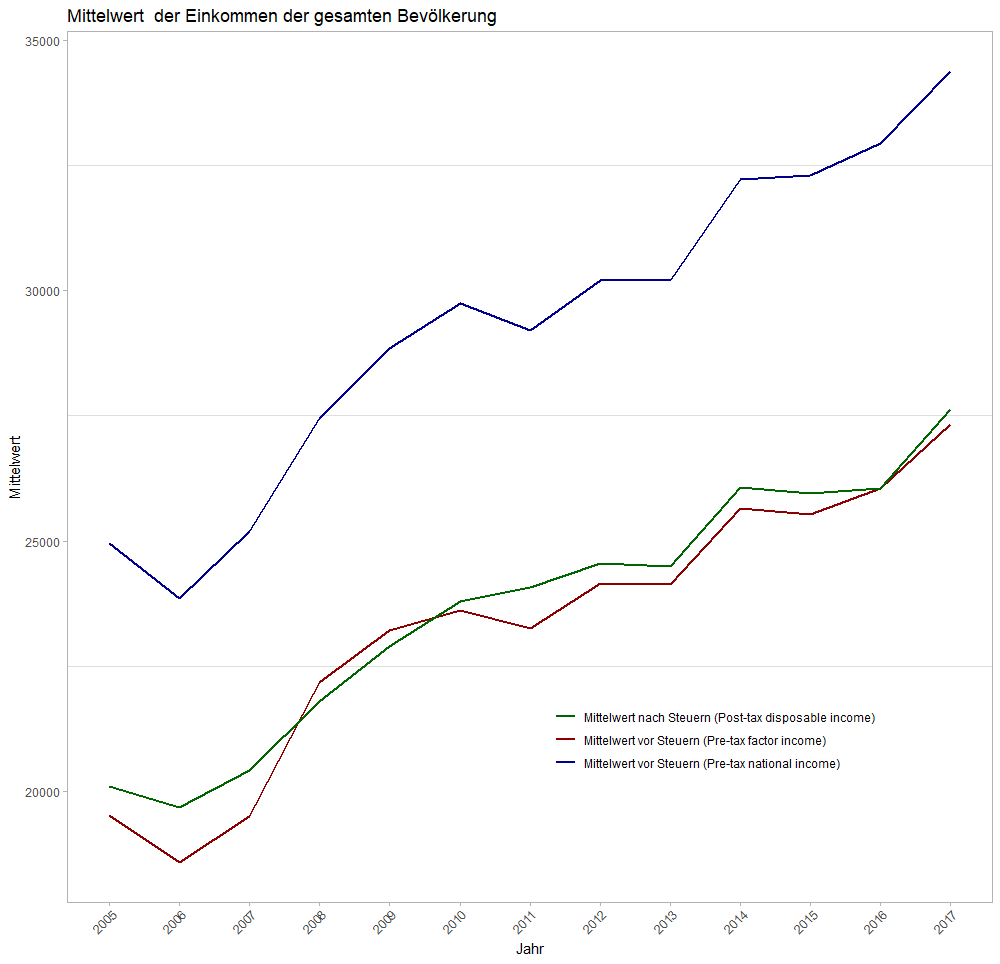 Mittelwert  der Einkommen der gesamten Bevölkerung
35000
30000
25000
20000
Mittelwert
Mittelwert nach Steuern (Post-tax disposable income)
Mittelwert vor Steuern (Pre-tax factor income)
Mittelwert vor Steuern (Pre-tax national income)
2005 2006 2007 2008 2009 2010 2011 2012 2013 2014 2015 2016 2017
Jahr